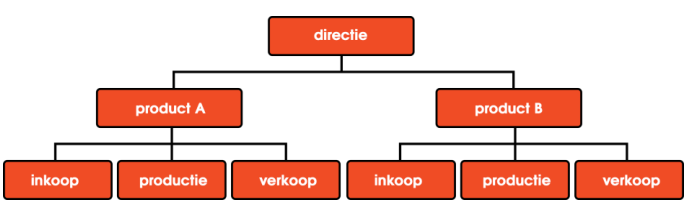 directie
product A
product B
inkoop
productie
verkoop
inkoop
productie
verkoop